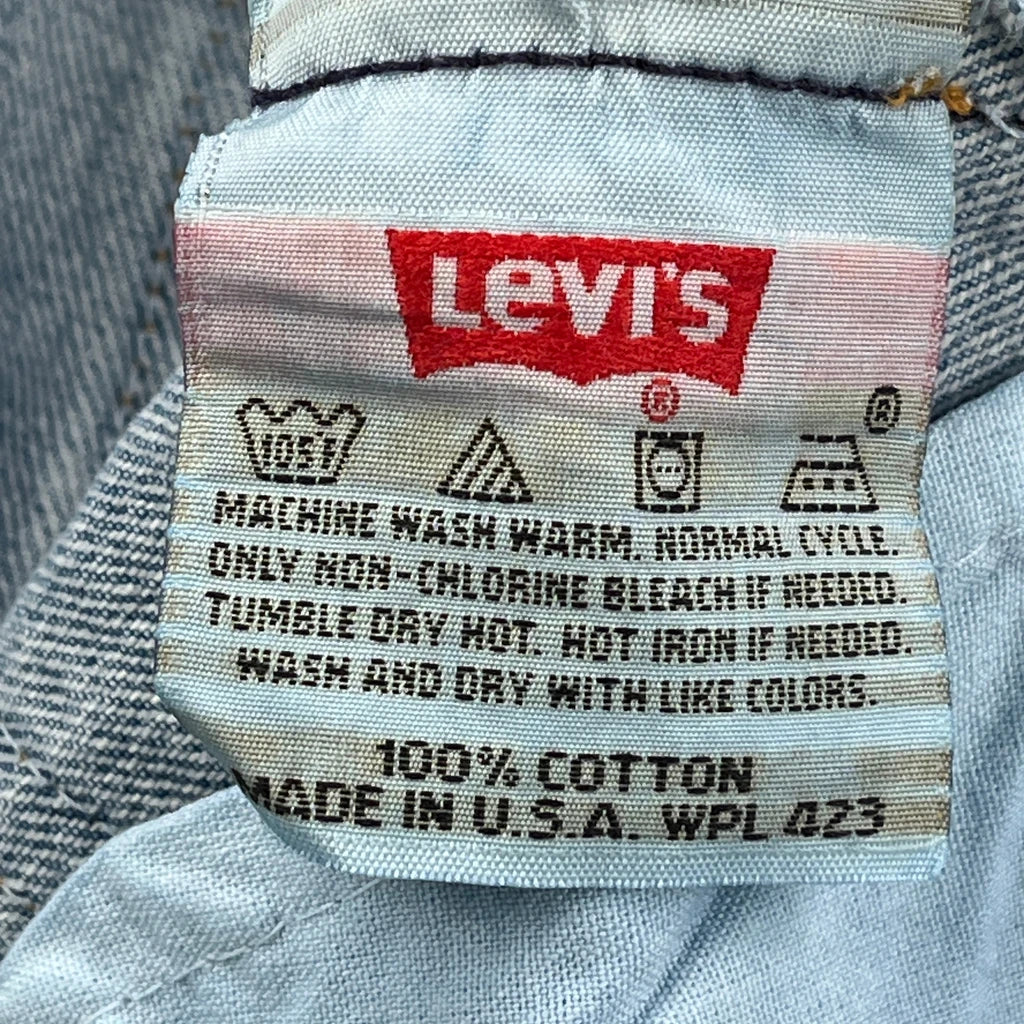 Levi's
®
®
105F
MACHINE WASH WARM. NORMAL CYCLE.
ONLY NON-CHLORINE BLEACH IF NEEDED.
TUMBLE DRY HOT. HOT IRON IF NEEDED.
WASH AND DRY WITH LIKE COLORS.
100% COTTON
MADE IN U.S.A. WPL 423